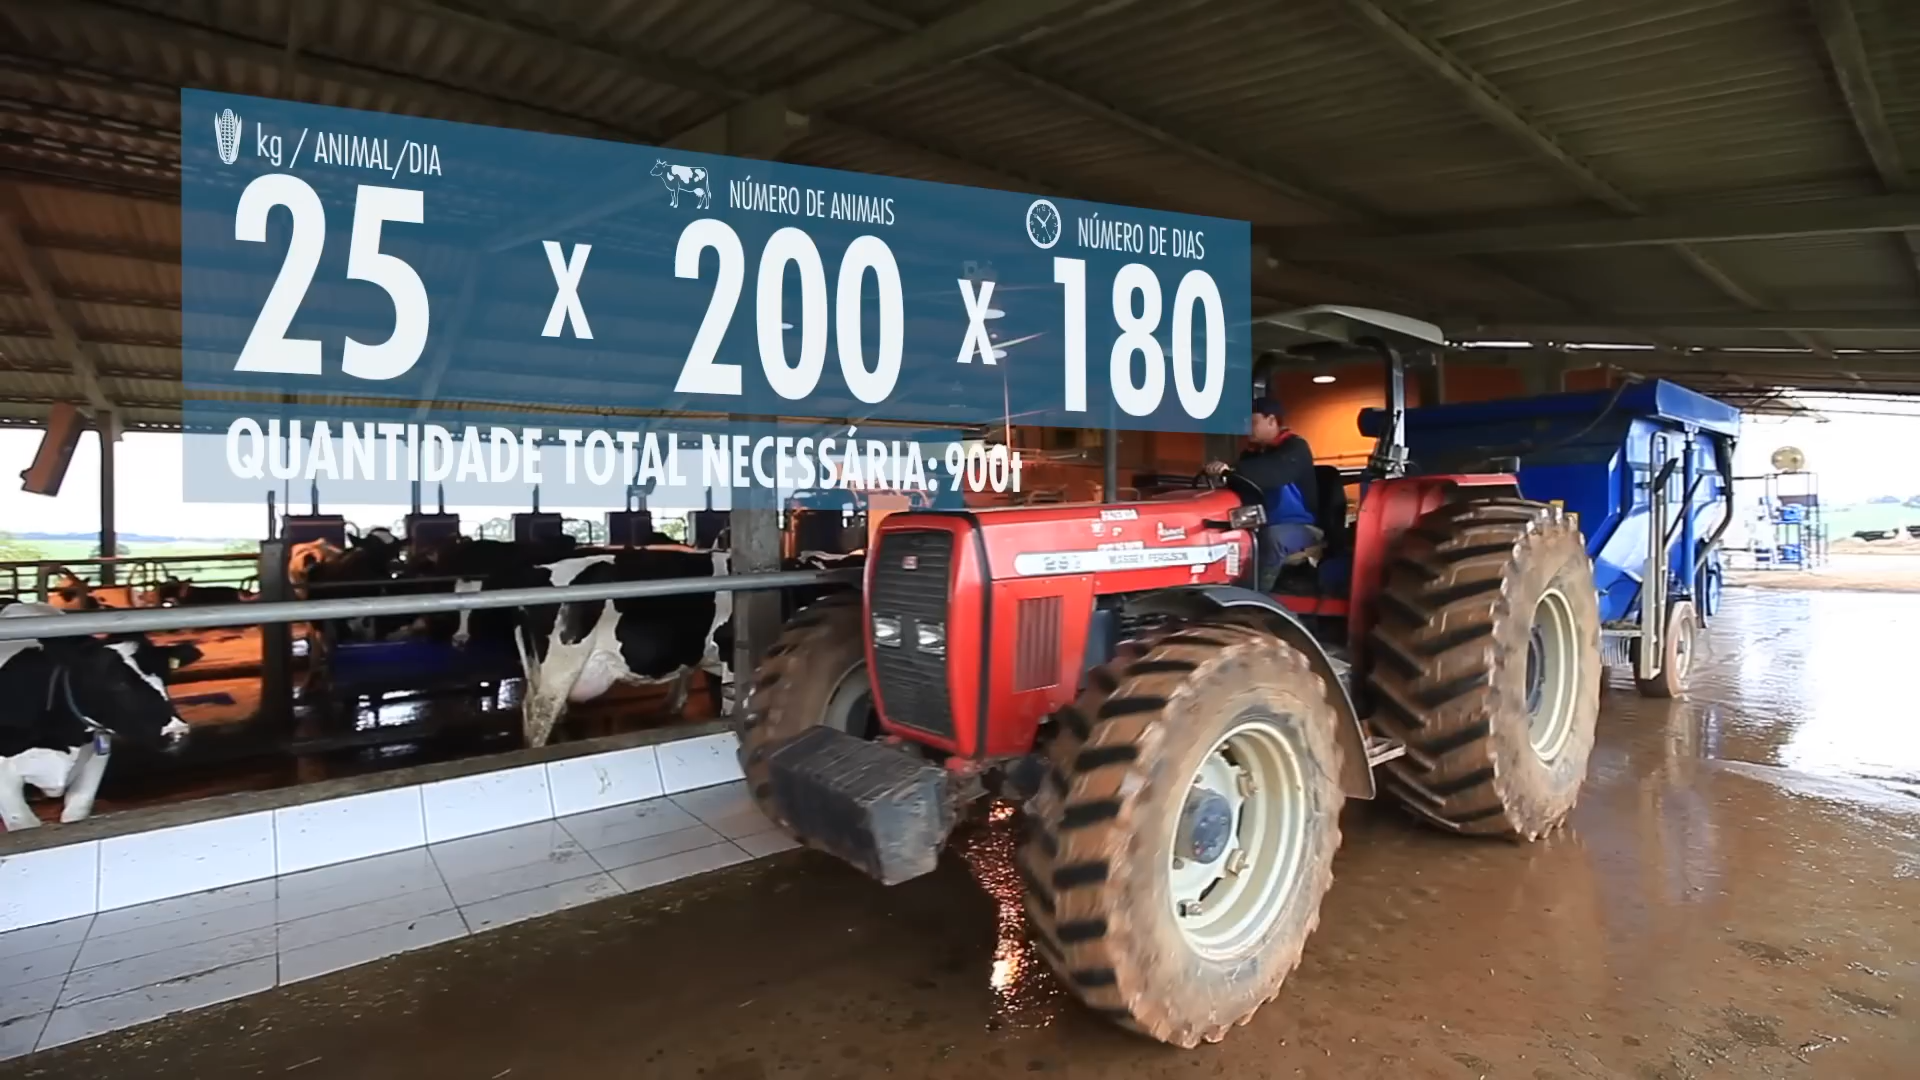 kg / ANIMAL/DIA
NÚMERO DE ANIMAIS
NÚMERO DE DIAS
25 X 200 X 180
QUANTIDADE TOTAL NECESSÁRIA: 900t
MASSEY FERGUSON